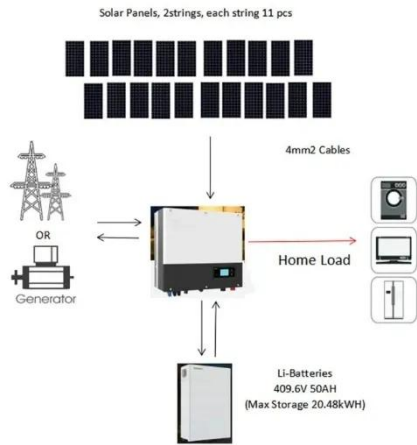 Solar Panels, 2strings, each string 11 pcs
4mm2 Cables
OR
Generator
Home Load
Li-Batteries
409.6V 50AH
(Max Storage 20.48kWH)